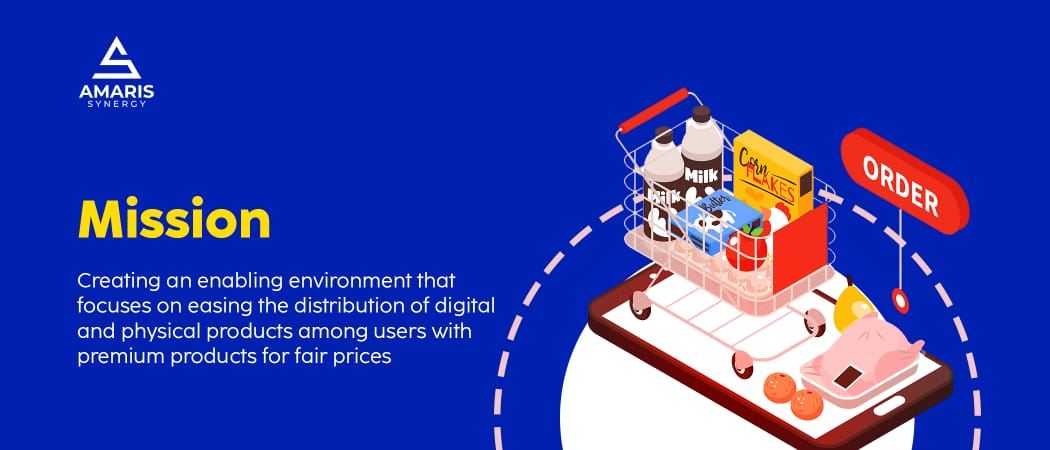 AMARIS
SYNERGY
Mission
Creating an enabling environment that
focuses on easing the distribution of digital
and physical products among users with
premium products for fair prices
Milk
Milk
Corn
FLAKES
Butter
ORDER